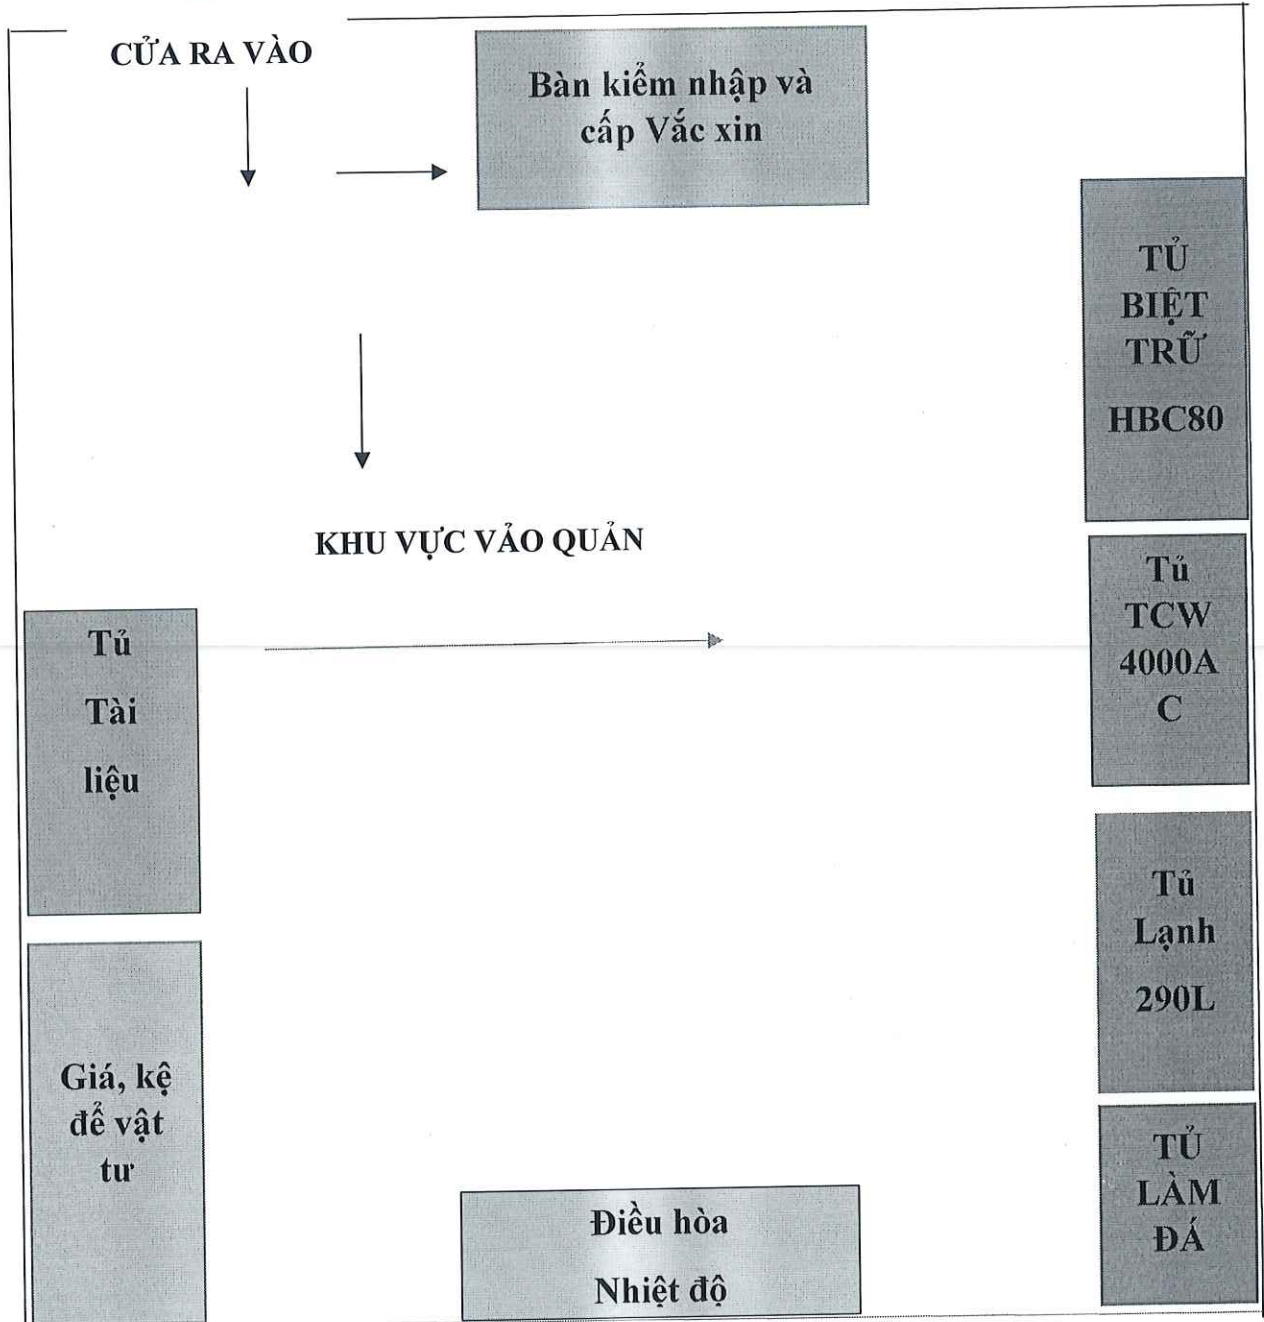 CỬA RA VÀO
Bàn kiểm nhập và
cấp Vắc xin
TỦ
BIỆT
TRỮ
HBC80
KHU VỰC VẢO QUẢN
Tủ
TCW
4000A
C
Tủ
Tài
liệu
Tủ
Lạnh
290L
Giá, kệ
để vật
tư
TỦ
LÀM
ĐÁ
Điều hòa
Nhiệt độ